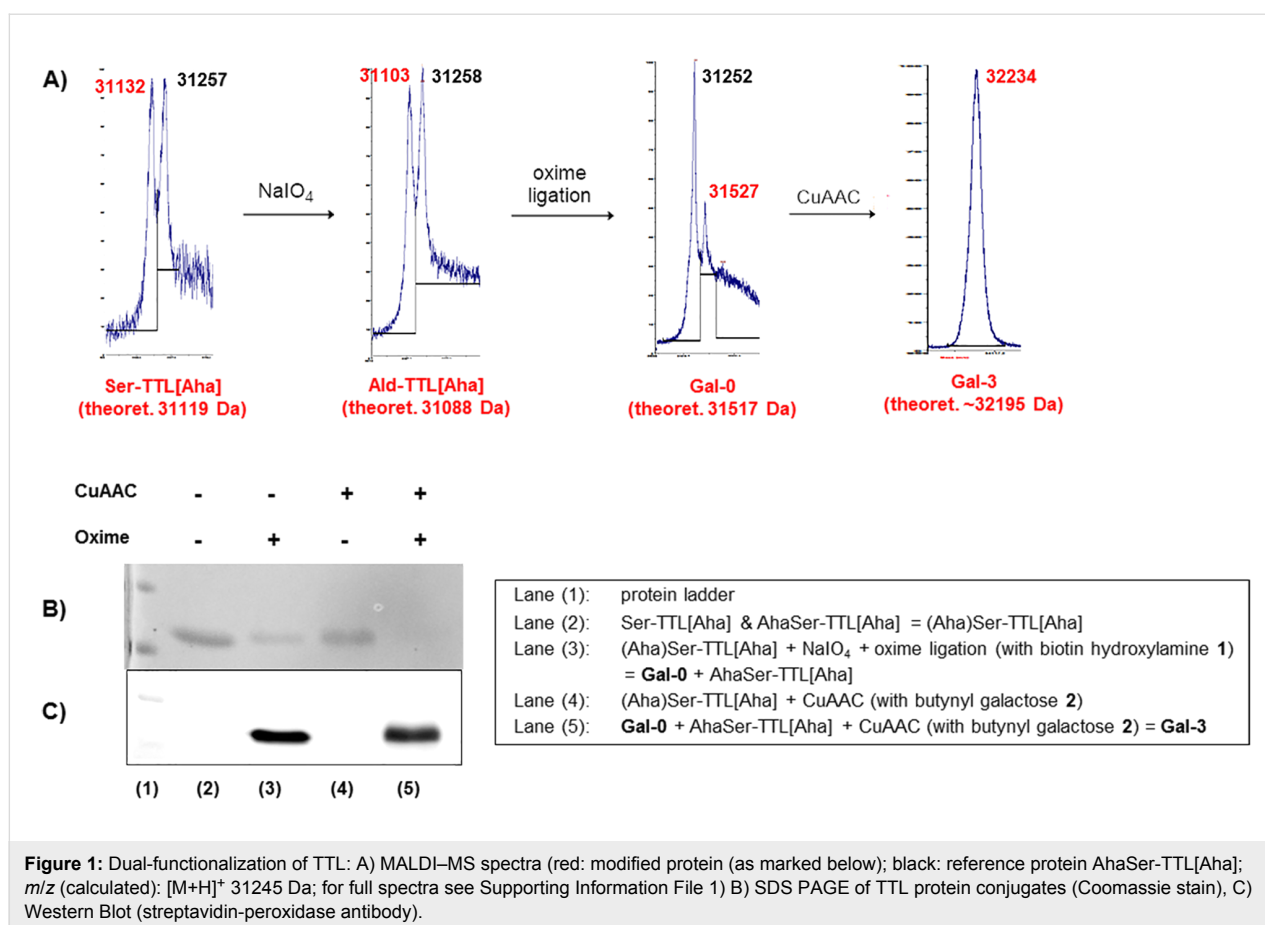 A)
31132 31257
31103 31258
31252
31527
32234
NaIO4
oxime
ligation
CuAAC
Ser-TTL[Aha]
(theoret. 31119 Da)
Ald-TTL[Aha]
(theoret. 31088 Da)
Gal-0
(theoret. 31517 Da)
Gal-3
(theoret. ~32195 Da)
CuAAC - - + +
Oxime - + - +
B)
C)
(1) (2) (3) (4) (5)
Lane (1): protein ladder
Lane (2): Ser-TTL[Aha] & AhaSer-TTL[Aha] = (Aha)Ser-TTL[Aha]
Lane (3): (Aha)Ser-TTL[Aha] + NaIO4 + oxime ligation (with biotin hydroxylamine 1)
= Gal-0 + AhaSer-TTL[Aha]
Lane (4): (Aha)Ser-TTL[Aha] + CuAAC (with butynyl galactose 2)
Lane (5): Gal-0 + AhaSer-TTL[Aha] + CuAAC (with butynyl galactose 2) = Gal-3
Figure 1: Dual-functionalization of TTL: A) MALDI–MS spectra (red: modified protein (as marked below); black: reference protein AhaSer-TTL[Aha];
m/z (calculated): [M+H]+ 31245 Da; for full spectra see Supporting Information File 1) B) SDS PAGE of TTL protein conjugates (Coomassie stain), C)
Western Blot (streptavidin-peroxidase antibody).